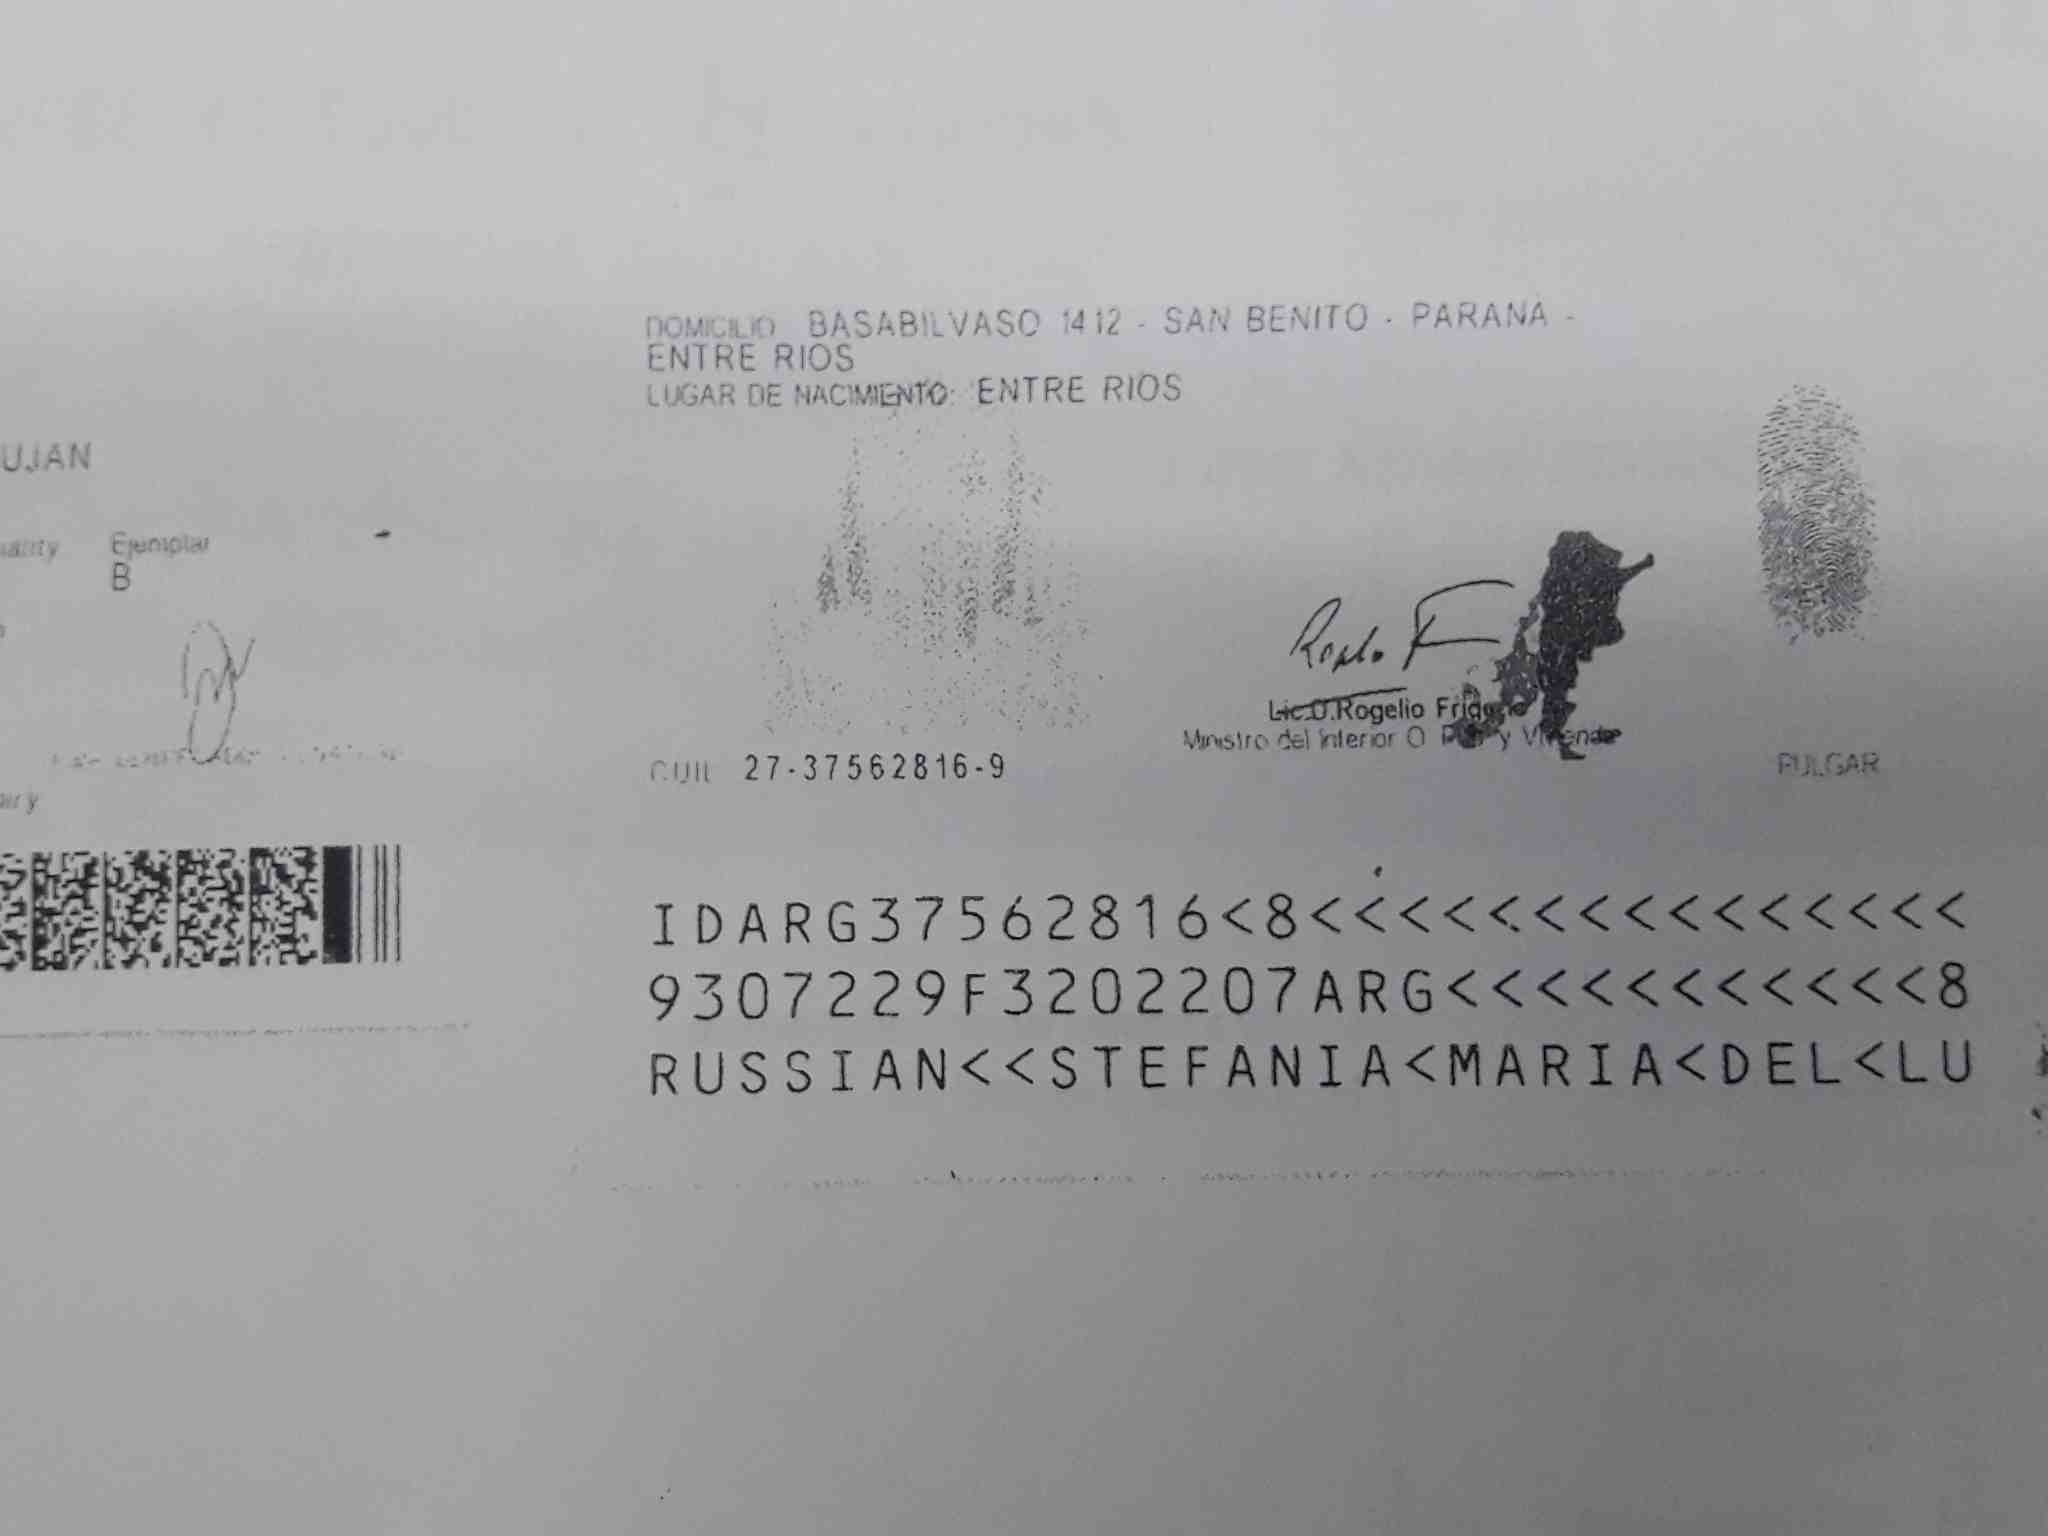 UJAN
Ejemplar
B
DOMICILIO BASABILVASO 1412 - SAN BENITO - PARANA -
ENTRE RIOS
LUGAR DE NACIMIENTO: ENTRE RIOS
Lic.O.Rogelio
Ministro del Interior O. y
CUIL 27-37562816-9
PULGAR
IDARG37562816<8<<<<<<<<<<<<<<<
9307229F3202207ARG<<<<<<<<<<<8
RUSSIAN<<STEFANIA<MARIA<DEL<LU